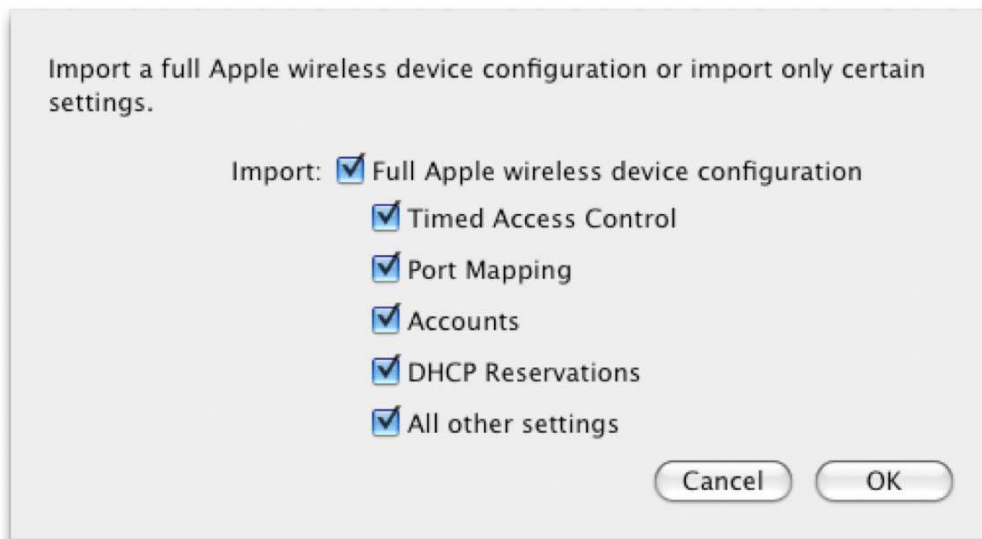 Import a full Apple wireless device configuration or import only certain
settings.
Import: Full Apple wireless device configuration
Timed Access Control
Port Mapping
Accounts
DHCP Reservations
All other settings
Cancel OK